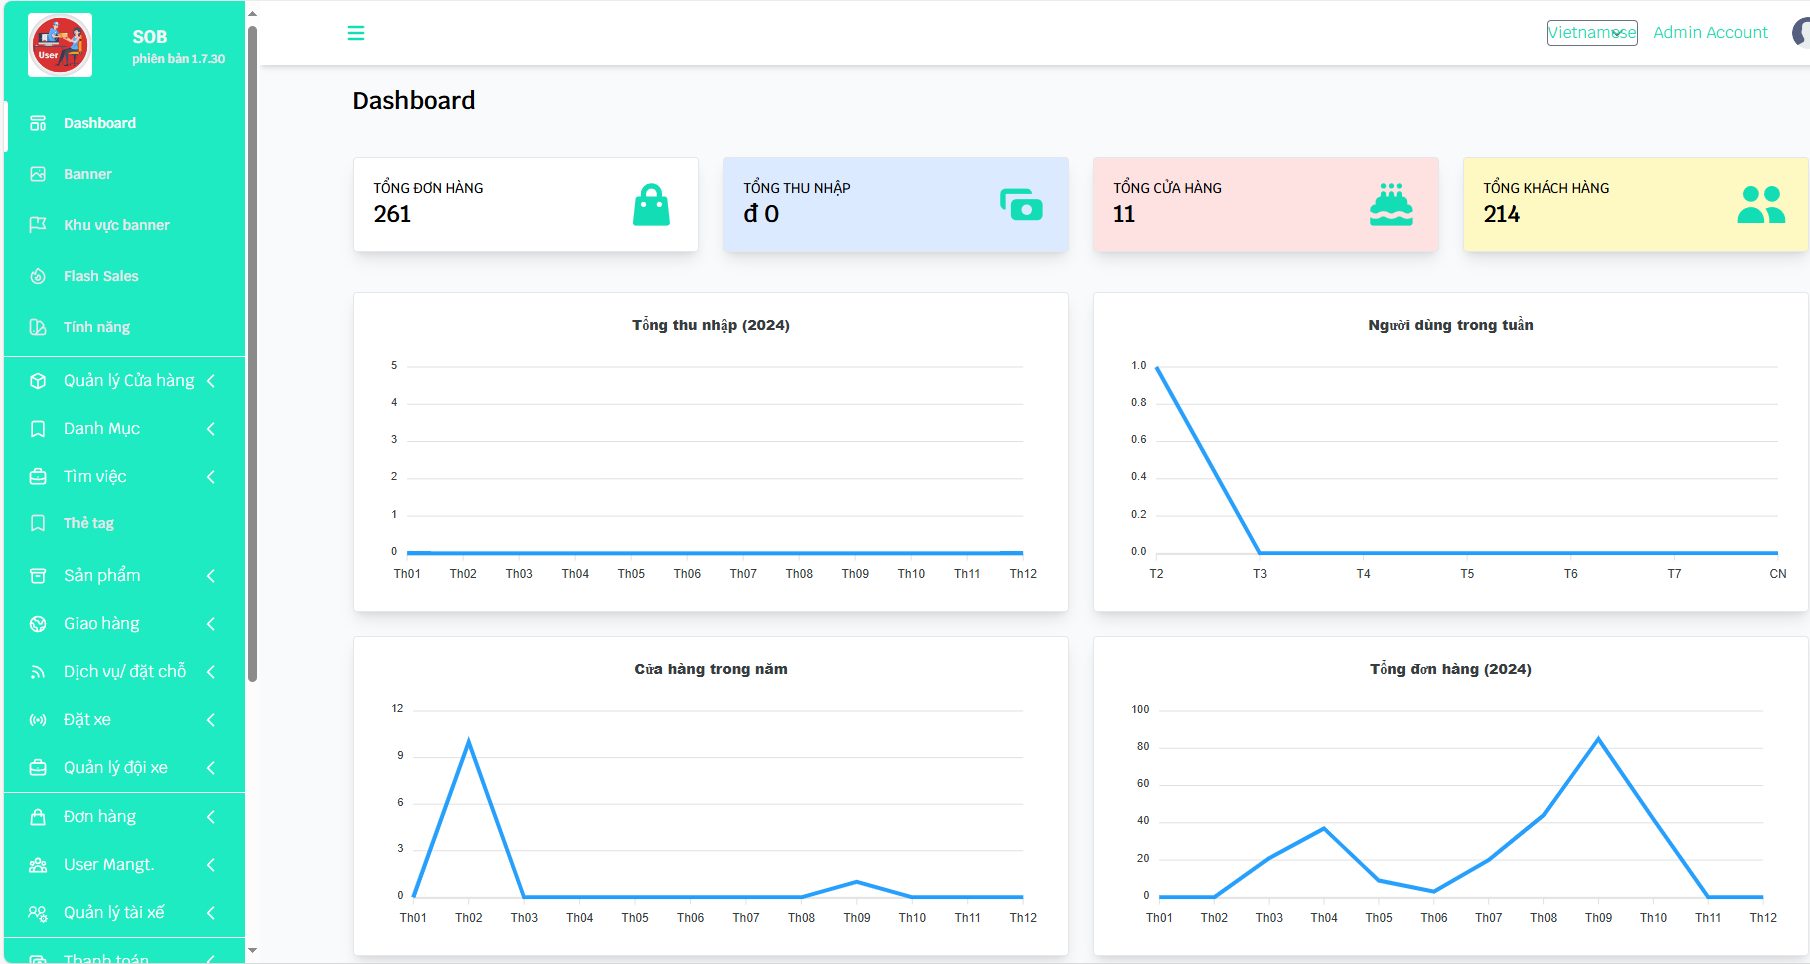 User
SOB
phiên bản 1.7.30
Dashboard
Banner
Khu vực banner
Flash Sales
Tính năng
Quản lý Cửa hàng
Danh Mục
Tìm việc
Thẻ tag
Sản phẩm
Giao hàng
Dịch vụ/ đặt chỗ
Đặt xe
Quản lý đội xe
Đơn hàng
User Mangt.
Quản lý tài xế
Thanh toán
Vietnamese
Admin Account
Dashboard
TỔNG ĐƠN HÀNG
261
TỔNG THU NHẬP
đ 0
TỔNG CỬA HÀNG
11
TỔNG KHÁCH HÀNG
214
Tổng thu nhập (2024)
5
4
3
2
1
0
Th01 Th02 Th03 Th04 Th05 Th06 Th07 Th08 Th09 Th10 Th11 Th12
Người dùng trong tuần
1.0
0.8
0.6
0.4
0.2
0.0
T2 T3 T4 T5 T6 T7 CN
Cửa hàng trong năm
12
9
6
3
0
Th01 Th02 Th03 Th04 Th05 Th06 Th07 Th08 Th09 Th10 Th11 Th12
Tổng đơn hàng (2024)
100
80
60
40
20
0
Th01 Th02 Th03 Th04 Th05 Th06 Th07 Th08 Th09 Th10 Th11 Th12